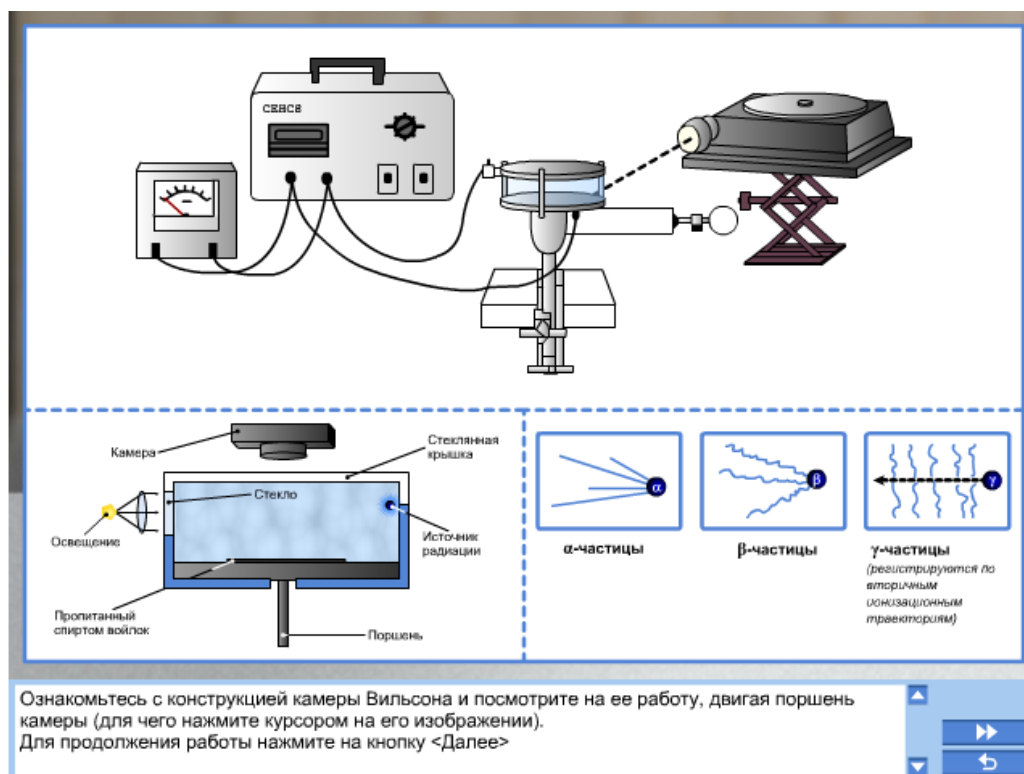 СЕНСЕ
Камера
Стеклянная
крышка
Стекло
Освещение
Источник
радиации
Пропитанный
спиртом войлок
Поршень
α
β
γ
α-частицы
β-частицы
γ-частицы
(регистрируются по
вторичным
ионизационным
траекториям)
Ознакомьтесь с конструкцией камеры Вильсона и посмотрите на ее работу, двигая поршень
камеры (для чего нажмите курсором на его изображении).
Для продолжения работы нажмите на кнопку <Далее>